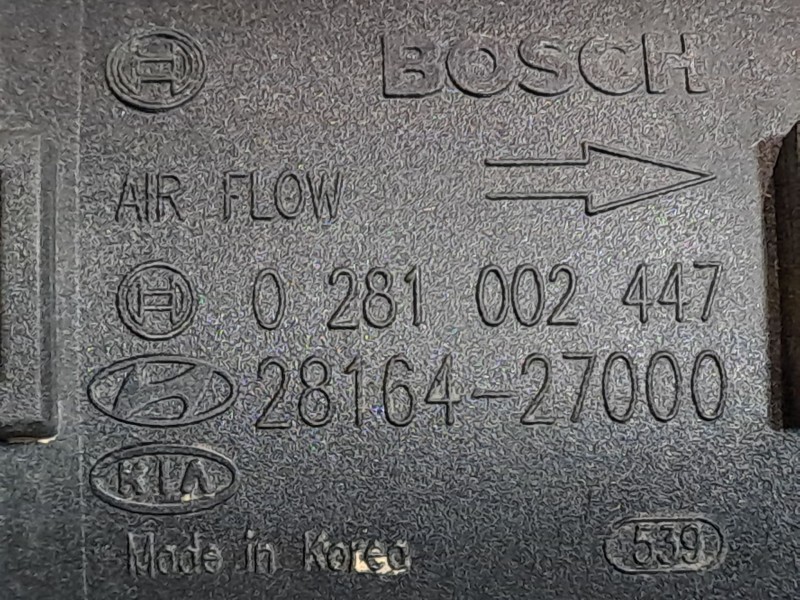 BOSCH
AIR FLOW
0 281 002 447
28164-27000
KIA
Made in Korea 539